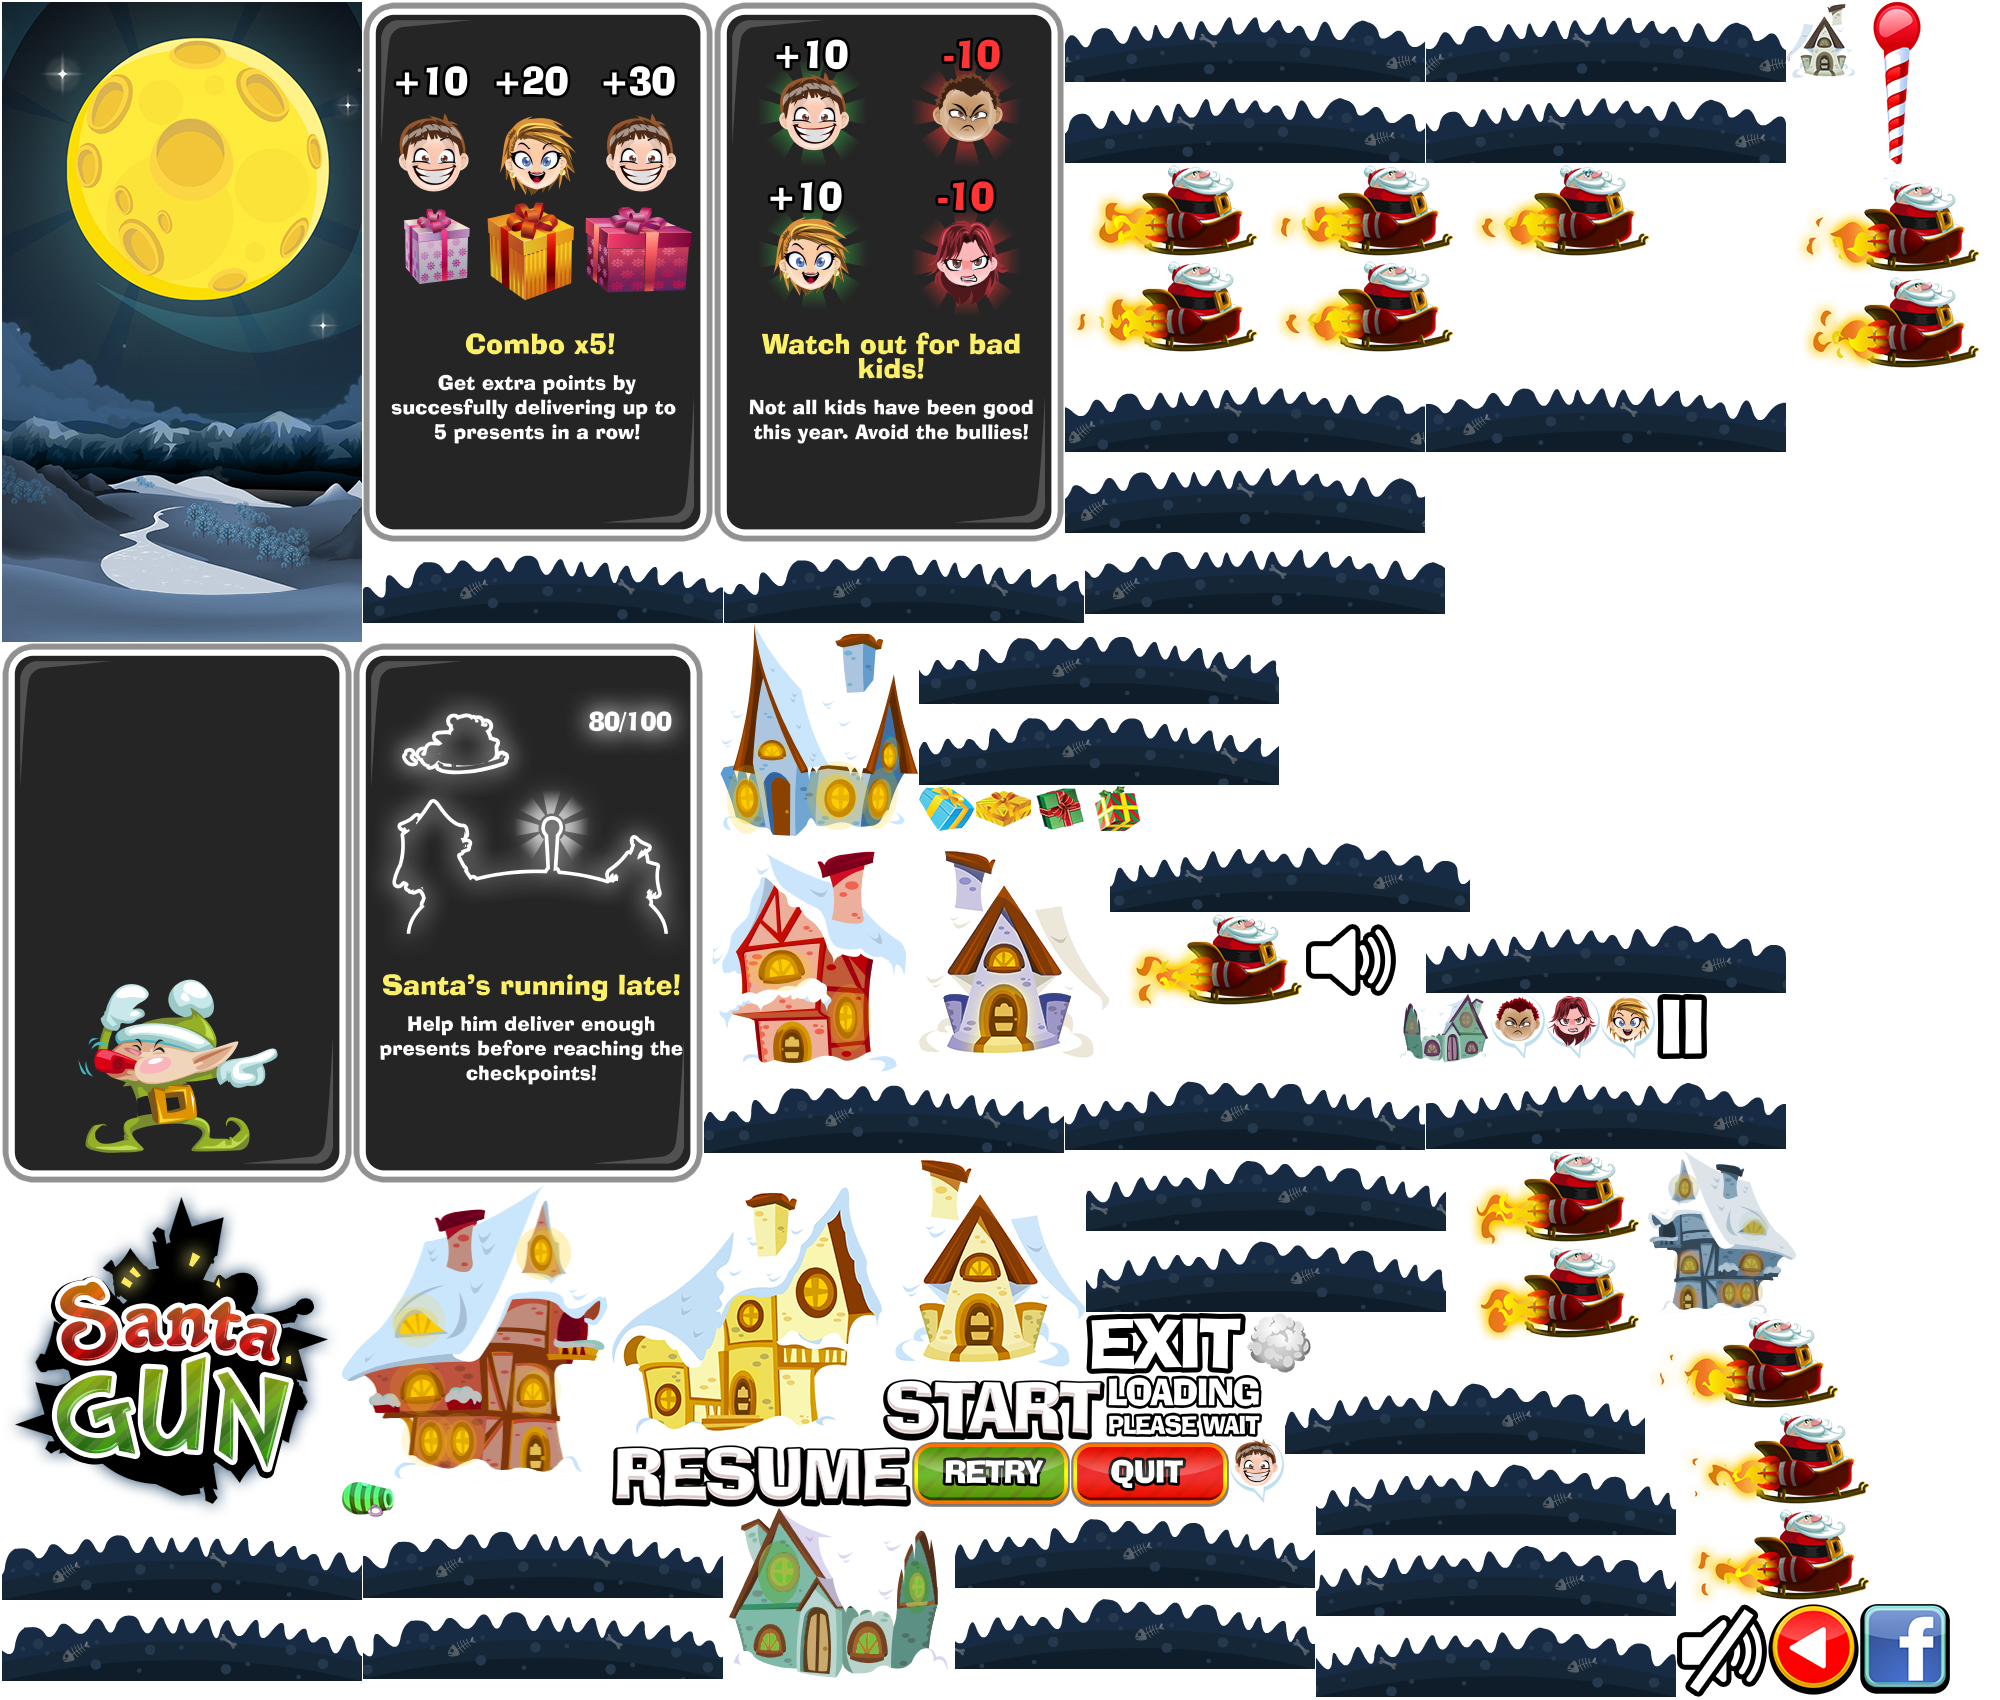 +10 +20 +30
Combo x5!
Get extra points by
succesfully delivering up to
5 presents in a row!
+10 -10
+10 -10
Watch out for bad
kids!
Not all kids have been good
this year. Avoid the bullies!
80/100
Santa's running late!
Help him deliver enough
presents before reaching the
checkpoints!
Santa
GUN
EXIT
START
LOADING
PLEASE WAIT
RESUME
RETRY
QUIT
f